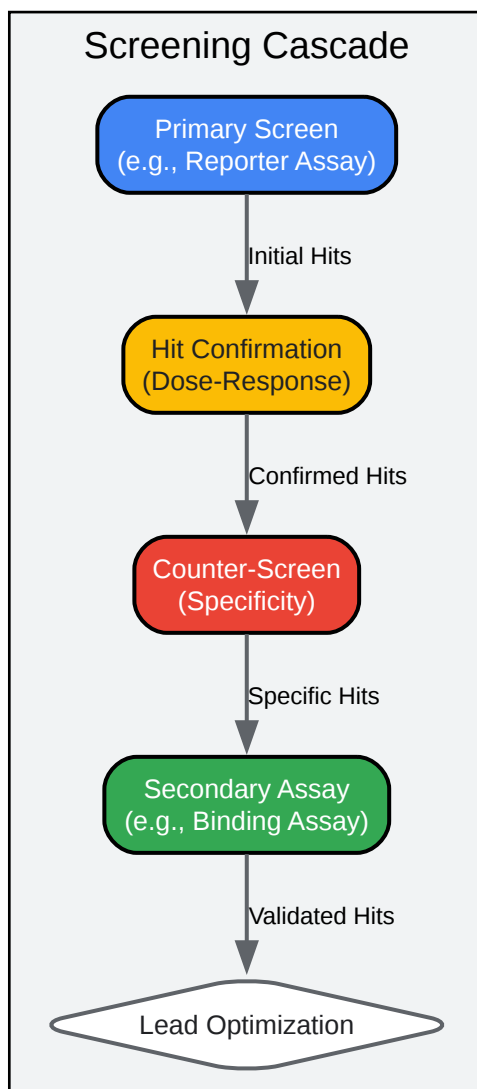 Screening Cascade
Primary Screen
(e.g., Reporter Assay)
Initial Hits
Hit Confirmation
(Dose-Response)
Confirmed Hits
Counter-Screen
(Specificity)
Specific Hits
Secondary Assay
(e.g., Binding Assay)
Validated Hits
Lead Optimization